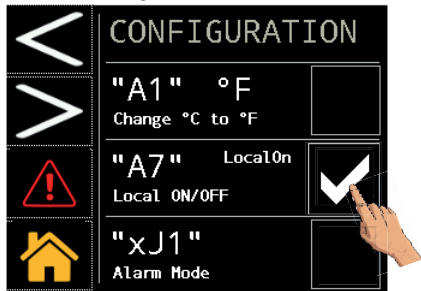 CONFIGURATION
"A1" °F
Change °C to °F
"A7" LocalOn
Local ON/OFF
"xJ1"
Alarm Mode